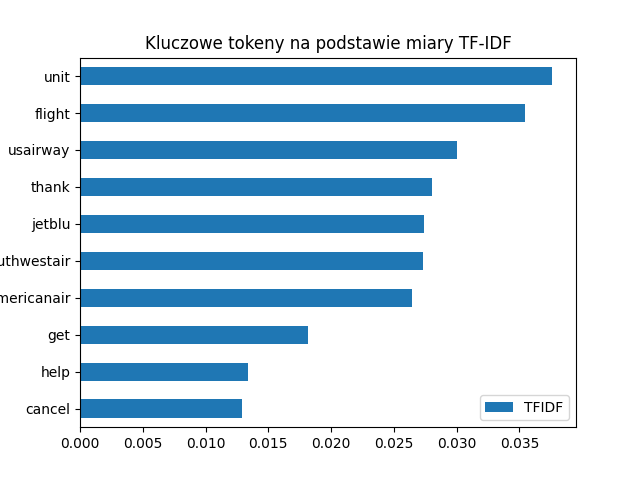 Kluczowe tokeny na podstawie miary TF-IDF
unit
flight
usairway
thank
jetblu
uthwestair
mericanair
get
help
cancel
TFIDF
0.000 0.005 0.010 0.015 0.020 0.025 0.030 0.035